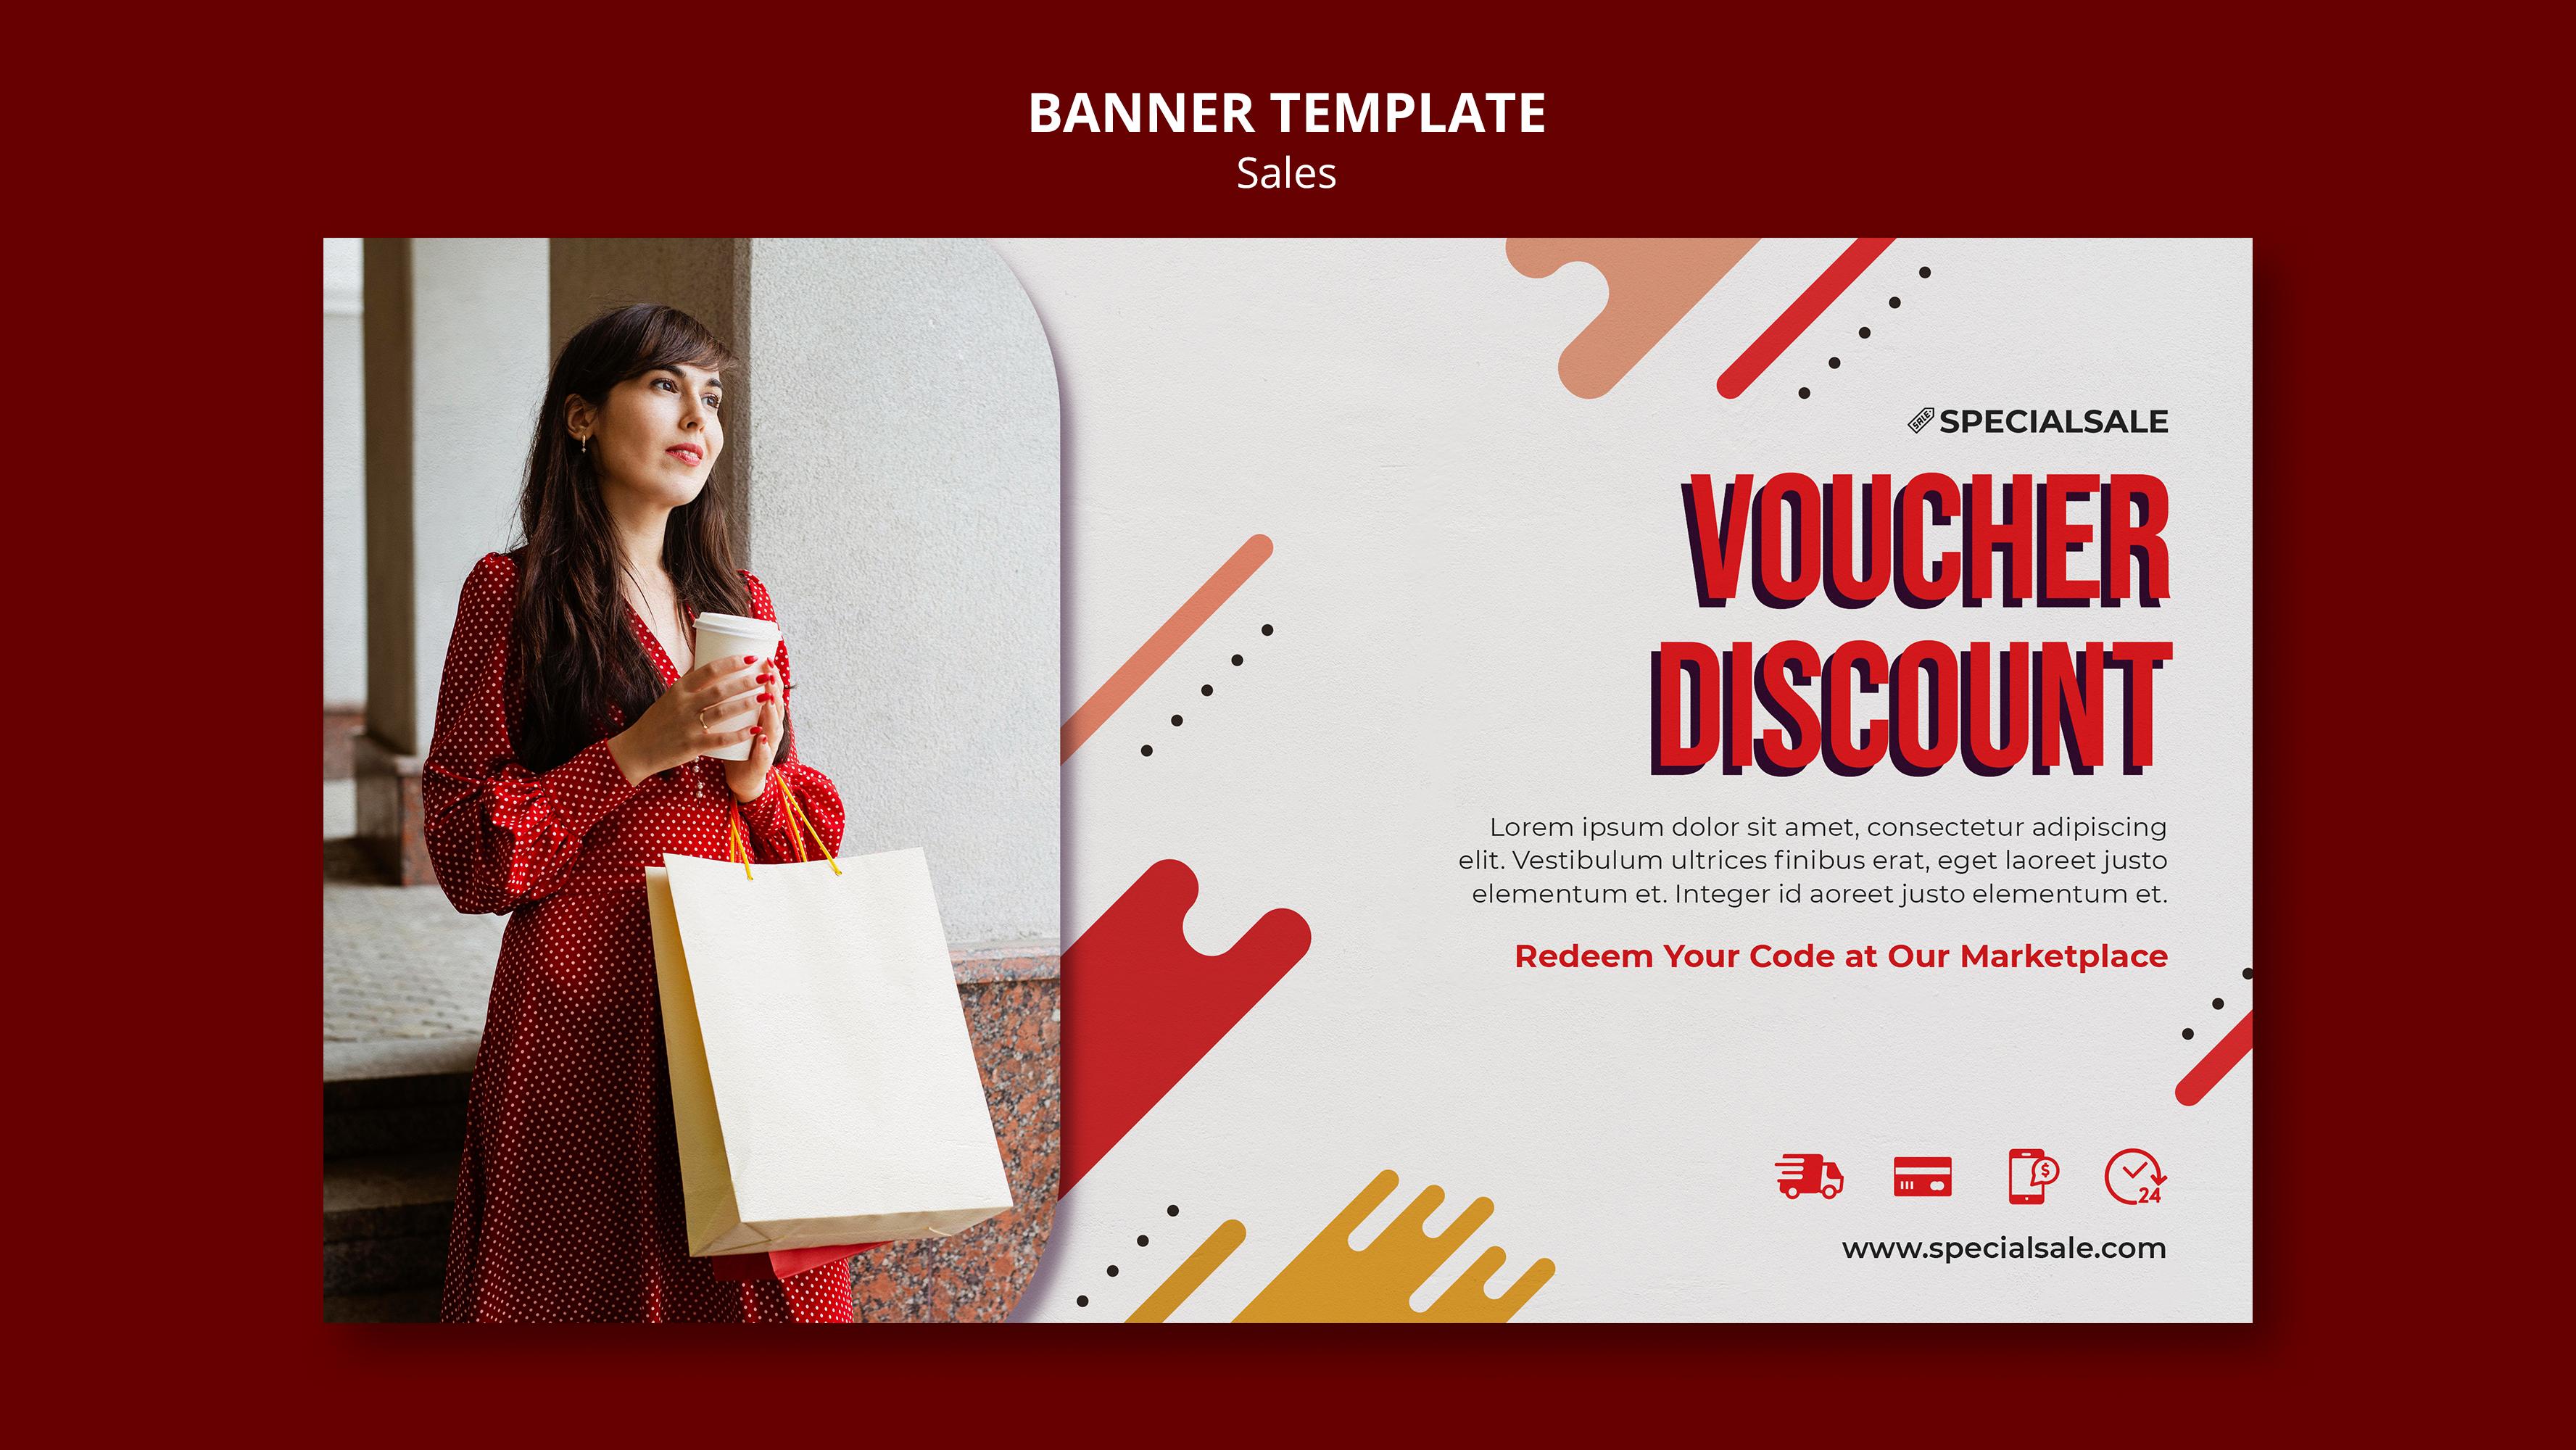 BANNER TEMPLATE
Sales
SALE
SPECIALSALE
VOUCHER
DISCOUNT
Lorem ipsum dolor sit amet, consectetur adipiscing
elit. Vestibulum ultrices finibus erat, eget laoreet justo
elementum et. Integer id aoreet justo elementum et.
Redeem Your Code at Our Marketplace
$
24
www.specialsale.com